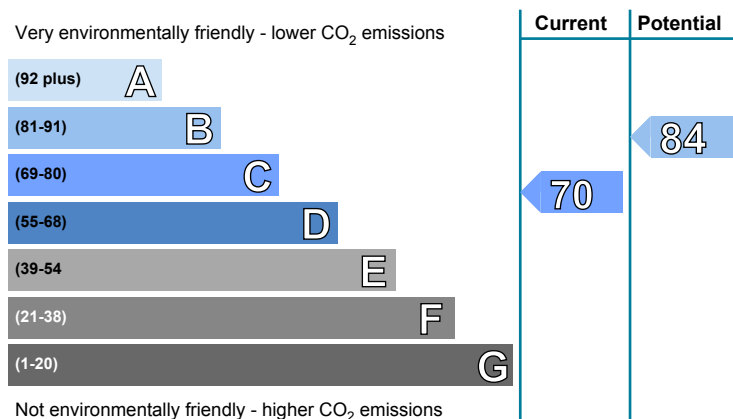 Current Potential
Very environmentally friendly - lower CO₂ emissions
(92 plus) A
(81-91) B
84
(69-80) C
70
(55-68) D
(39-54 E
(21-38) F
(1-20) G
Not environmentally friendly - higher CO₂ emissions